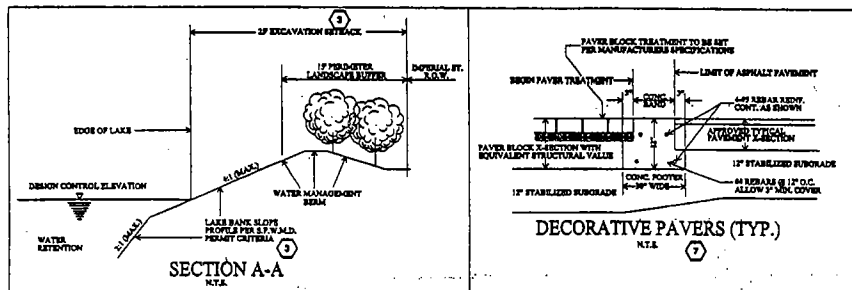 3
25' EXCAVATION SETBACK
15' PERIMETER
LANDSCAPE BUFFER
IMPERIAL ST.
R.O.W.
EDGE OF LAKE
DESIGN CONTROL ELEVATION
4:1 (MAX.)
WATER MANAGEMENT
BERM
WATER
RETENTION
2:1 (MAX.)
LAKE BANK SLOPE
PROFILE PER S.F.W.M.D.
PERMIT CRITERIA
3
SECTION A-A
N.T.S.
PAVER BLOCK TREATMENT TO BE SET
PER MANUFACTURERS SPECIFICATIONS
BEGIN PAVER TREATMENT
LIMIT OF ASPHALT PAVEMENT
3"
CONC.
BAND
3"
REBAR REINF.
CONT. AS SHOWN
APPROVED TYPICAL
PAVEMENT X-SECTION
PAVER BLOCK X-SECTION WITH
EQUIVALENT STRUCTURAL VALUE
12"
12" STABILIZED SUBGRADE
CONC. FOOTER
WIDE
12" STABILIZED SUBGRADE
REBARS @ 12" O.C.
ALLOW 3" MIN. COVER
DECORATIVE PAVERS (TYP.)
N.T.S.
7